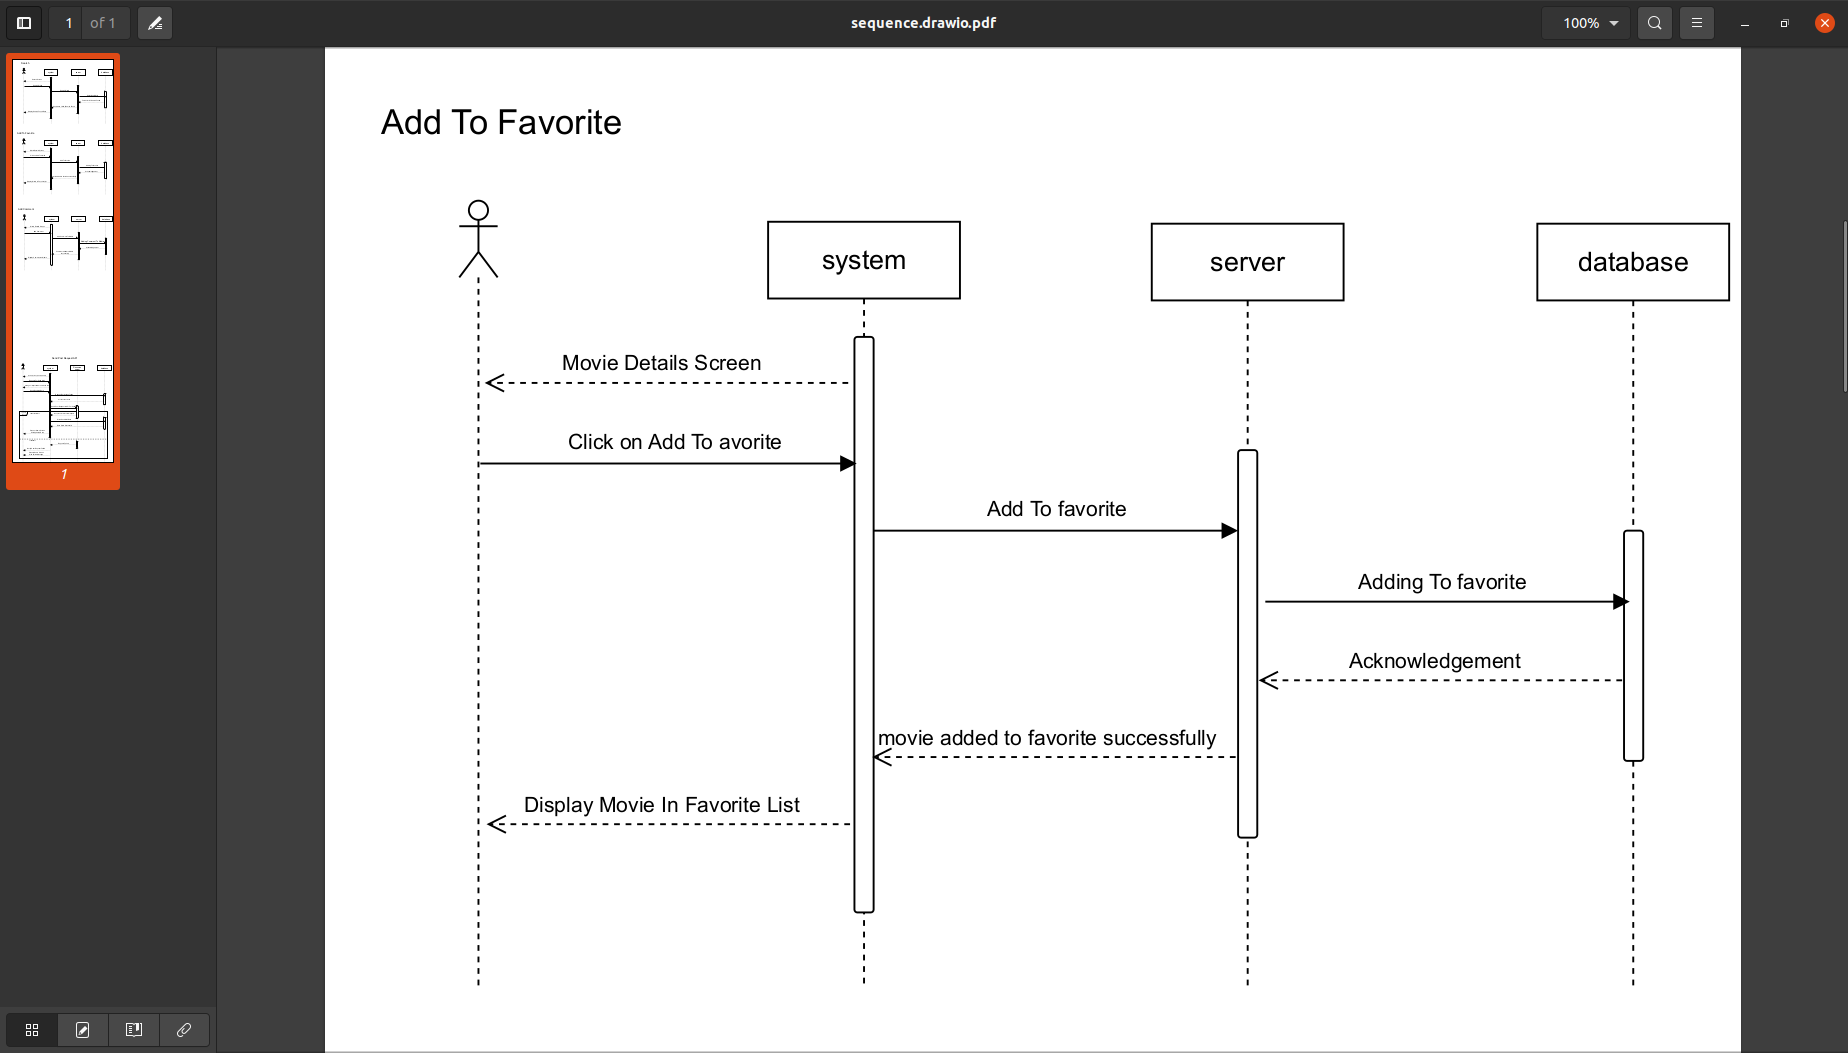 1 of 1
sequence.drawio.pdf
100%
Add To Favorite
system
server
database
Movie Details Screen
Click on Add To avorite
Add To favorite
Adding To favorite
Acknowledgement
movie added to favorite successfully
Display Movie In Favorite List
1